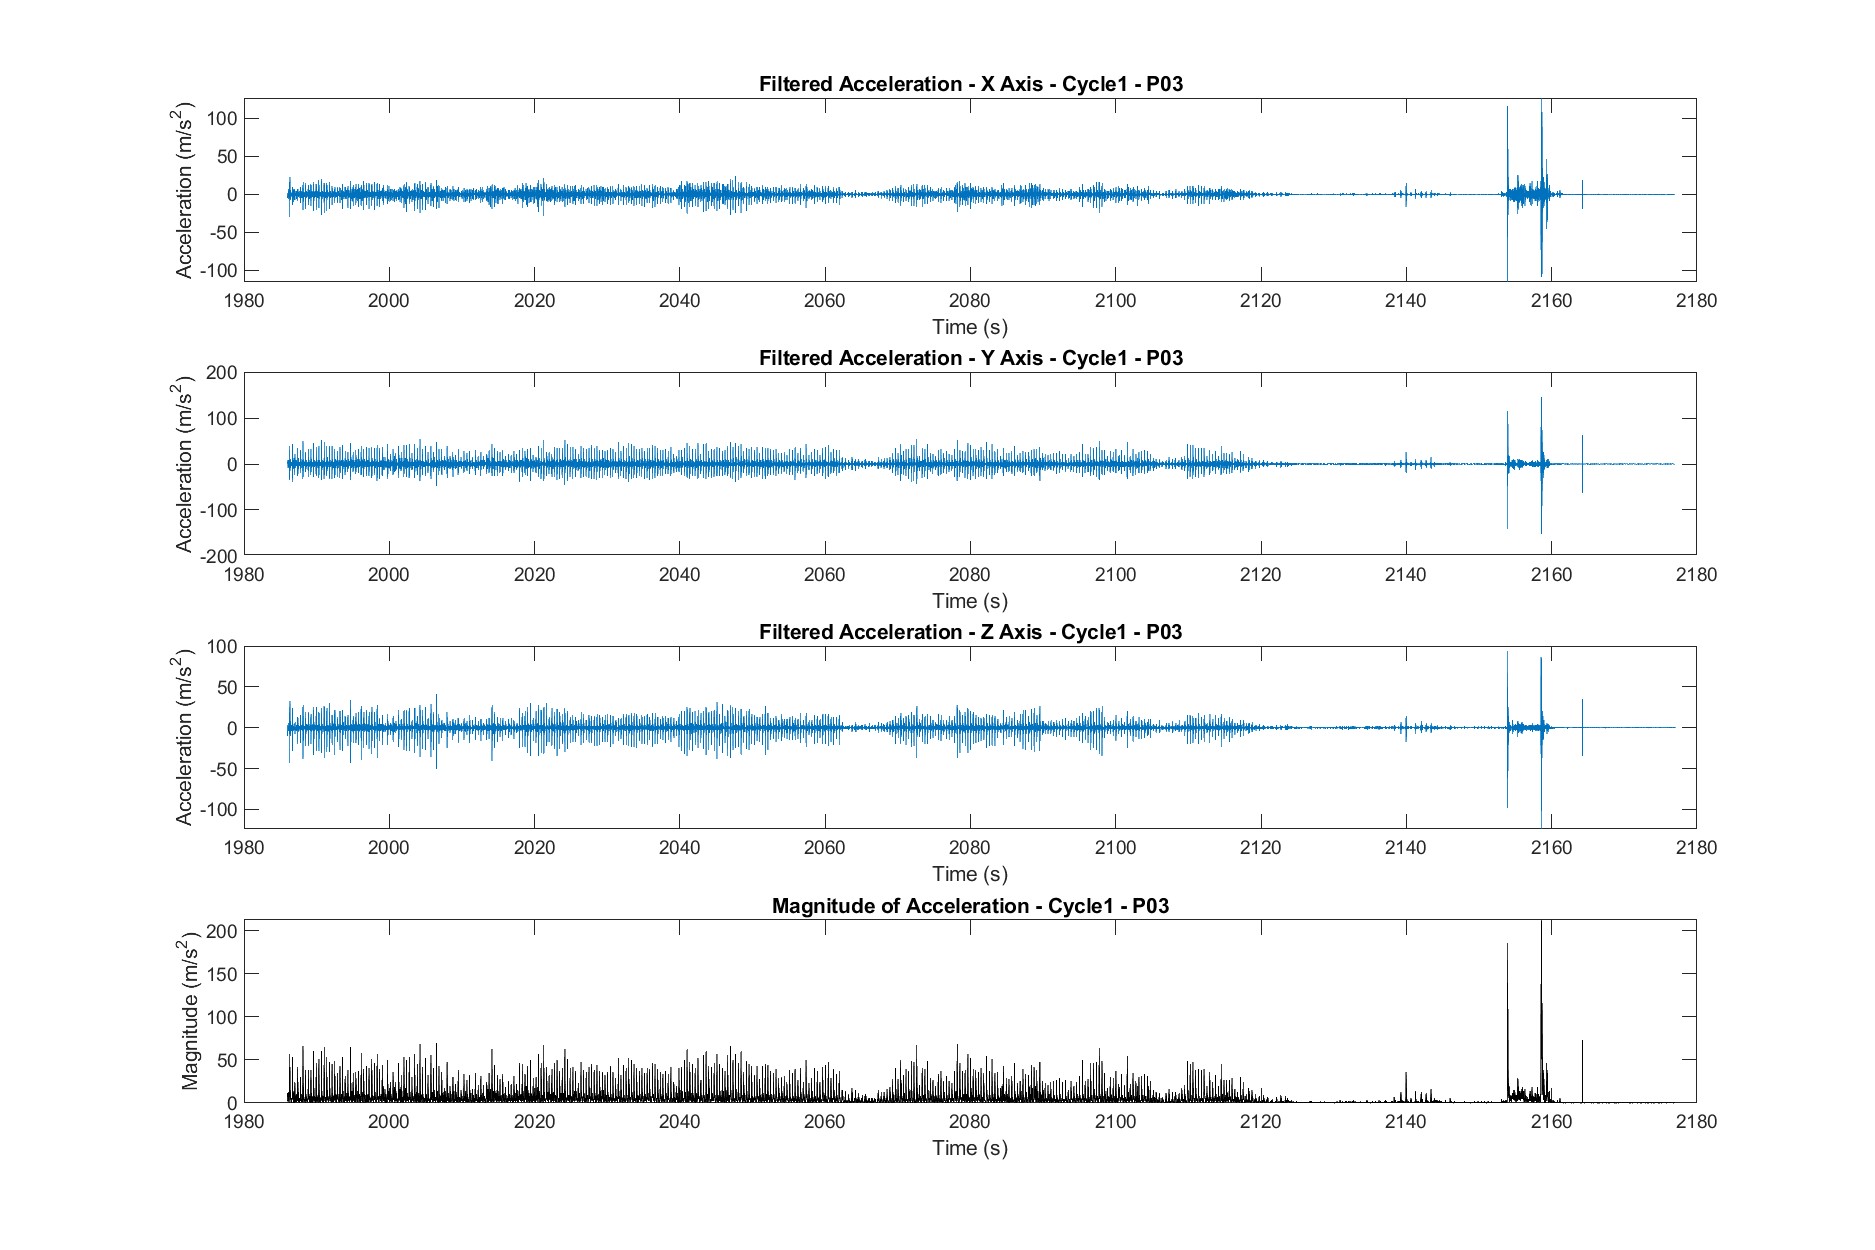 Filtered Acceleration - X Axis - Cycle1 - P03
Acceleration (m/s2)
100
50
0
-50
-100
1980 2000 2020 2040 2060 2080 2100 2120 2140 2160 2180
Time (s)
Filtered Acceleration - Y Axis - Cycle1 - P03
Acceleration (m/s2)
200
100
0
-100
-200
1980 2000 2020 2040 2060 2080 2100 2120 2140 2160 2180
Time (s)
Filtered Acceleration - Z Axis - Cycle1 - P03
Acceleration (m/s2)
100
50
0
-50
-100
1980 2000 2020 2040 2060 2080 2100 2120 2140 2160 2180
Time (s)
Magnitude of Acceleration - Cycle1 - P03
Magnitude (m/s2)
200
150
100
50
0
1980 2000 2020 2040 2060 2080 2100 2120 2140 2160 2180
Time (s)